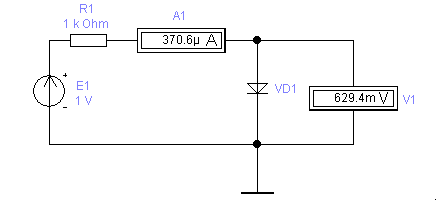 R1
1 k Ohm
A1
370.6µ A
E1
1 V
+
-
VD1
629.4m V
V1